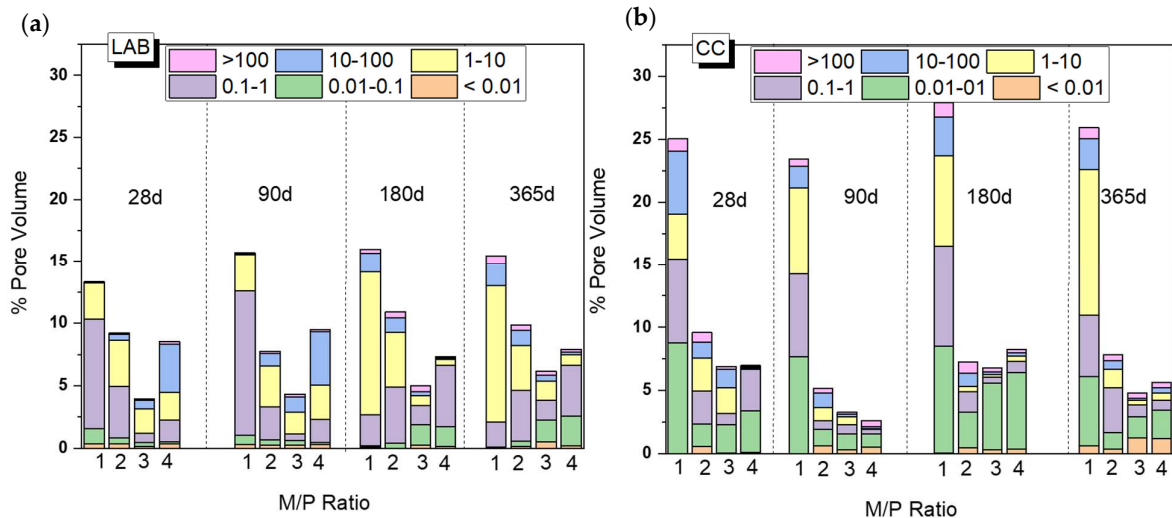 (a)
LAB
>100 10-100 1-10
0.1-1 0.01-0.1 < 0.01
30
25
20
15
10
5
0
% Pore Volume
28d 90d 180d 365d
1 2 3 4 1 2 3 4 1 2 3 4 1 2 3 4
M/P Ratio
(b)
CC
>100 10-100 1-10
0.1-1 0.01-01 < 0.01
30
25
20
15
10
5
0
% Pore Volume
28d 90d 180d 365d
1 2 3 4 1 2 3 4 1 2 3 4 1 2 3 4
M/P Ratio